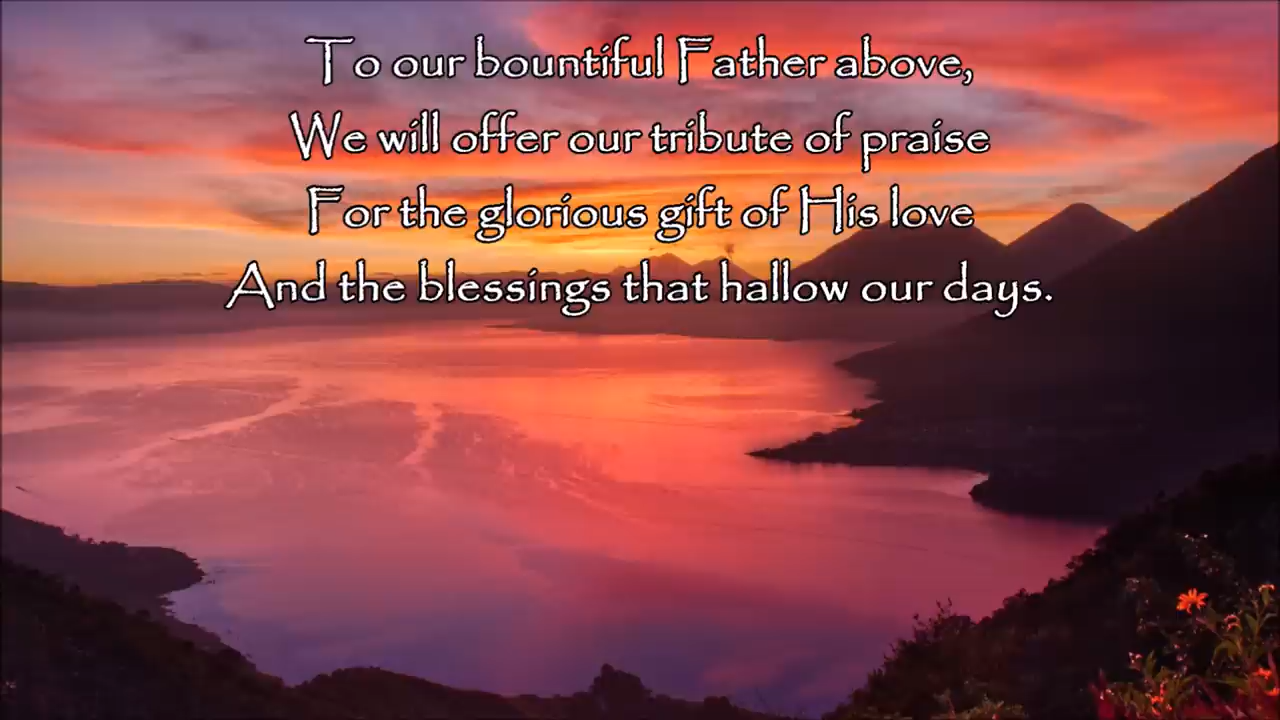 To our bountiful Father above,
We will offer our tribute of praise
For the glorious gift of His love
And the blessings that hallow our days.